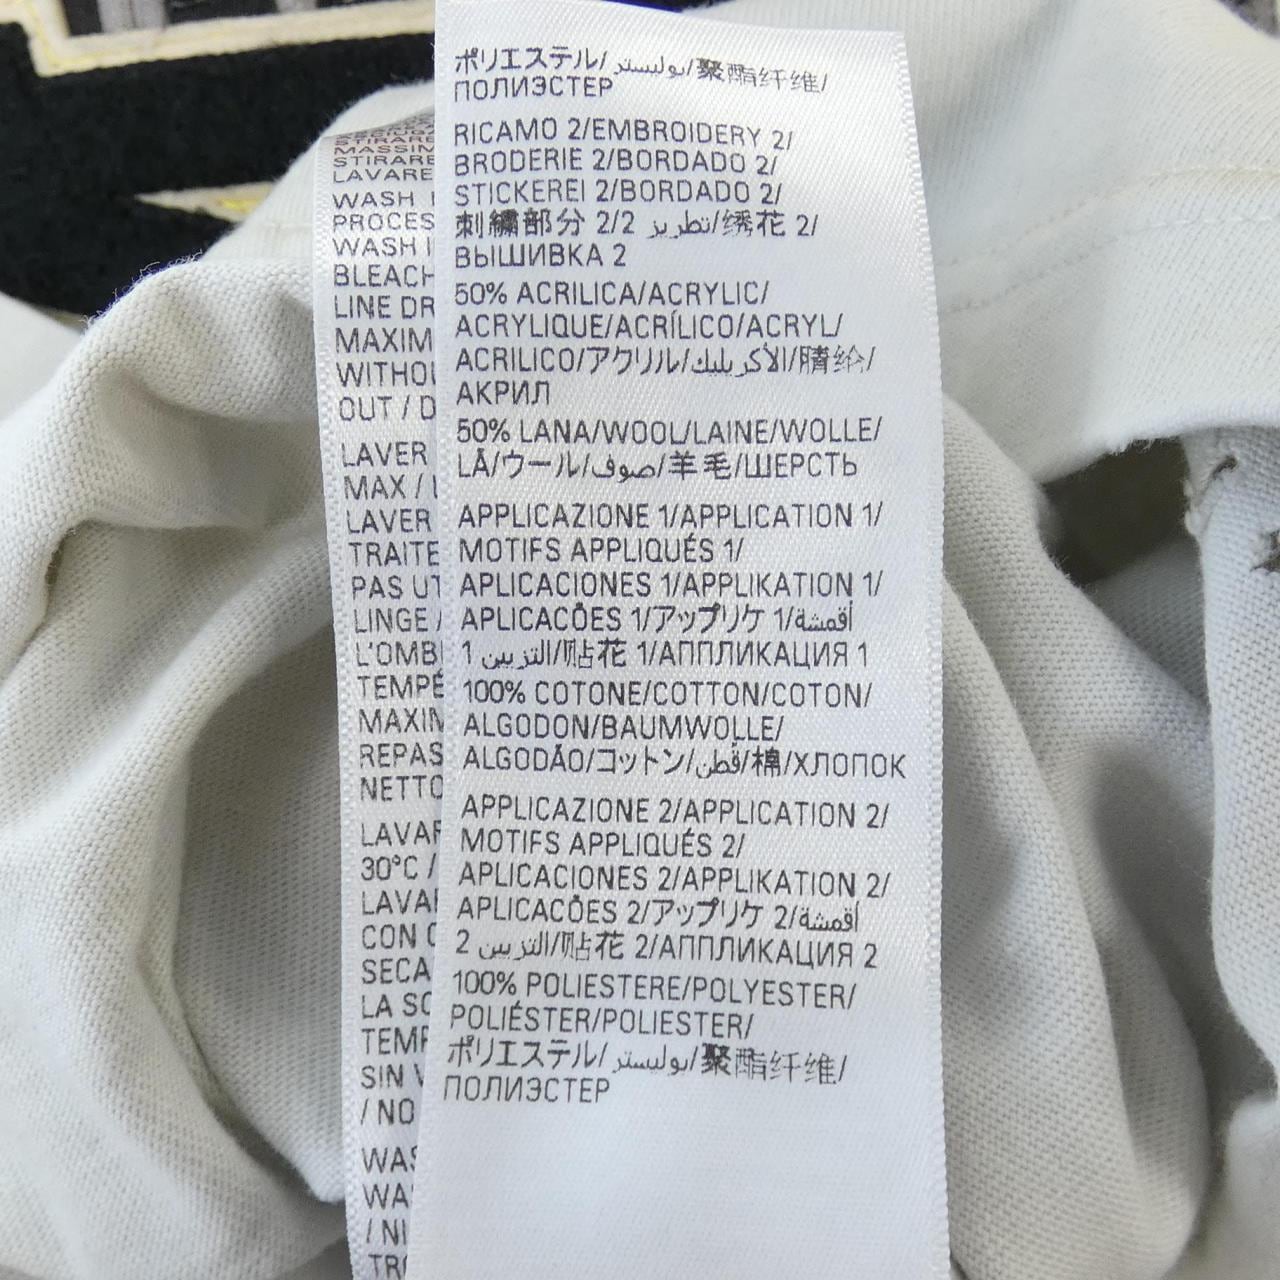 ポリエステル/بوليستر/聚酯纤维/
ПОЛИЭСТЕР
RICAMO 2/EMBROIDERY 2/
BRODERIE 2/BORDADO 2/
STICKEREI 2/BORDADO 2/
刺繍部分 2/2 تطريز/绣花 2/
ВЫШИВКА 2
50% ACRILICA/ACRYLIC/
ACRYLIQUE/ACRÍLICO/ACRYL/
ACRILICO/アクリル/الأكريليك/腈纶/
АКРИЛ
50% LANA/WOOL/LAINE/WOLLE/
LÃ/ウール/صوف/羊毛/ШЕРСТЬ
APPLICAZIONE 1/APPLICATION 1/
MOTIFS APPLIQUÉS 1/
APLICACIONES 1/APPLIKATION 1/
APLICACÕES 1/アップリケ 1/أقمشة
1 التزيين/贴花 1/АППЛИКАЦИЯ 1
100% COTONE/COTTON/COTON/
ALGODON/BAUMWOLLE/
ALGODÃO/コットン/قطن/棉/ХЛОПОК
APPLICAZIONE 2/APPLICATION 2/
MOTIFS APPLIQUÉS 2/
APLICACIONES 2/APPLIKATION 2/
APLICACÕES 2/アップリケ 2/أقمشة
2 التزيين/贴花 2/АППЛИКАЦИЯ 2
100% POLIESTERE/POLYESTER/
POLIÉSTER/POLIESTER/
ポリエステル/بوليستر/聚酯纤维/
ПОЛИЭСТЕР
STIRARE
MASSIM
STIRARE
LAVARE
WASH
PROCES
WASH I
BLEACH
LINE DR
MAXIM
WITHOU
OUT / D
LAVER
MAX / L
LAVER
TRAITE
PAS UT
LINGE /
L'OMB
TEMPÉ
MAXIM
REPAS
NETTO
LAVAR
30°C /
LAVA
CON C
SECA
LA SO
TEMP
SIN V
/ NO
WAS
WA
/ NI
TRO